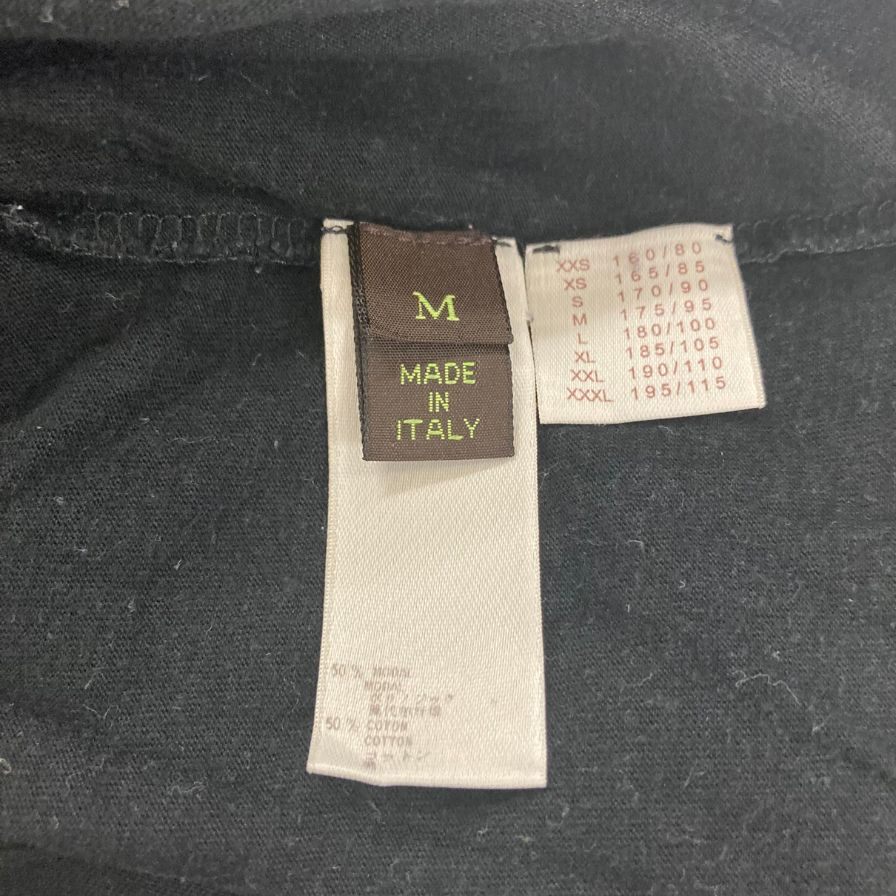 M
MADE
IN
ITALY
XXS 160/80
XS 165/85
S 170/90
M 175/95
L 180/100
XL 185/105
XXL 190/110
XXXL 195/115
50 % MODAL
MODAL
50 % COTON
COTTON